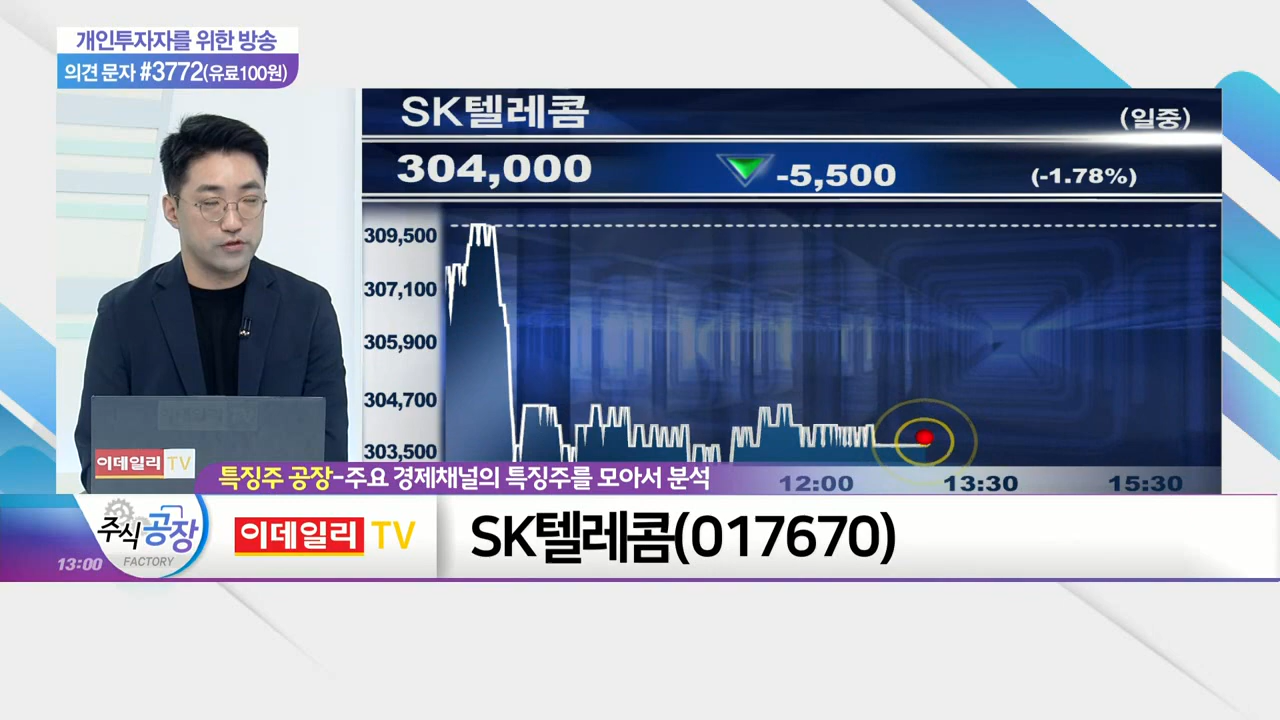 개인투자자를 위한 방송
의견 문자 #3772(유료100원)
SK텔레콤
(일중)
304,000
-5,500
(-1.78%)
309,500
307,100
305,900
304,700
303,500
12:00
13:30
15:30
이데일리 TV
특징주 공장-주요 경제채널의 특징주를 모아서 분석
주식공장
FACTORY
13:00
이데일리 TV
SK텔레콤(017670)